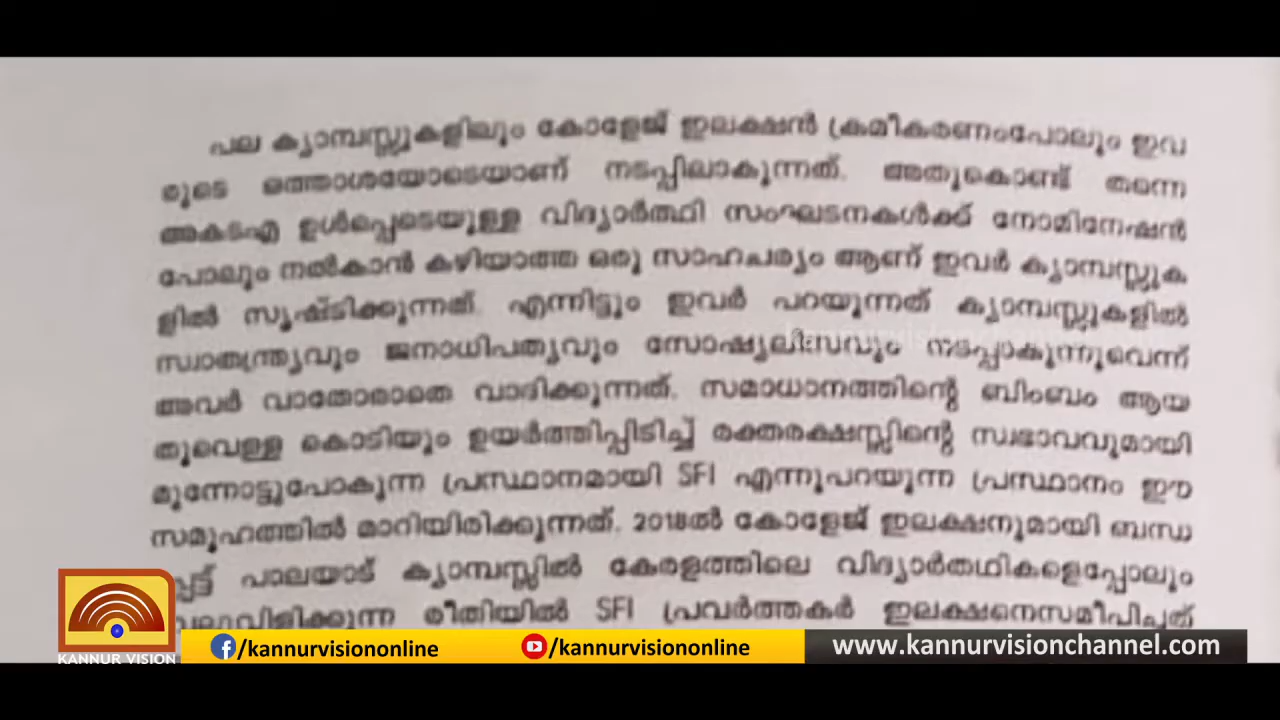 പല ക്യാമ്പസ്സുകളിലും കോളേജ് ഇലക്ഷൻ ക്രമീകരണംപോലും ഇവ
രുടെ ഒത്താശയോടെയാണ് നടപ്പിലാകുന്നത്. അതുകൊണ്ട് തന്നെ
അകടഎ ഉൾപ്പെടെയുള്ള വിദ്യാർത്ഥി സംഘടനകൾക്ക് നോമിനേഷൻ
പോലും നൽകാൻ കഴിയാത്ത ഒരു സാഹചര്യം ആണ് ഇവർ ക്യാമ്പസ്സുക
ളിൽ സൃഷ്ടിക്കുന്നത്. എന്നിട്ടും ഇവർ പറയുന്നത് ക്യാമ്പസ്സുകളിൽ
സ്വാതന്ത്ര്യവും ജനാധിപത്യവും സോഷ്യലിസവും നടപ്പാകുന്നുവെന്ന്
അവർ വാതോരാതെ വാദിക്കുന്നത്. സമാധാനത്തിന്റെ ബിംബം ആയ
തൂവെള്ള കൊടിയും ഉയർത്തിപ്പിടിച്ച് രക്തരക്ഷസ്സിന്റെ സ്വഭാവവുമായി
മുന്നോട്ടുപോകുന്ന പ്രസ്ഥാനമായി SFI എന്നുപറയുന്ന പ്രസ്ഥാനം ഈ
സമൂഹത്തിൽ മാറിയിരിക്കുന്നത്. 2018ൽ കോളേജ് ഇലക്ഷനുമായി ബന്ധ
പ്പെട്ട് പാലയാട് ക്യാമ്പസ്സിൽ കേരളത്തിലെ വിദ്യാർതഥികളെപ്പോലും
രീതിയിൽ SFI പ്രവർത്തകർ ഇലക്ഷനെസമീപിച്ചത്
kannurvisionchannel
KANNUR VISION
/kannurvisiononline
/kannurvisiononline
www.kannurvisionchannel.com